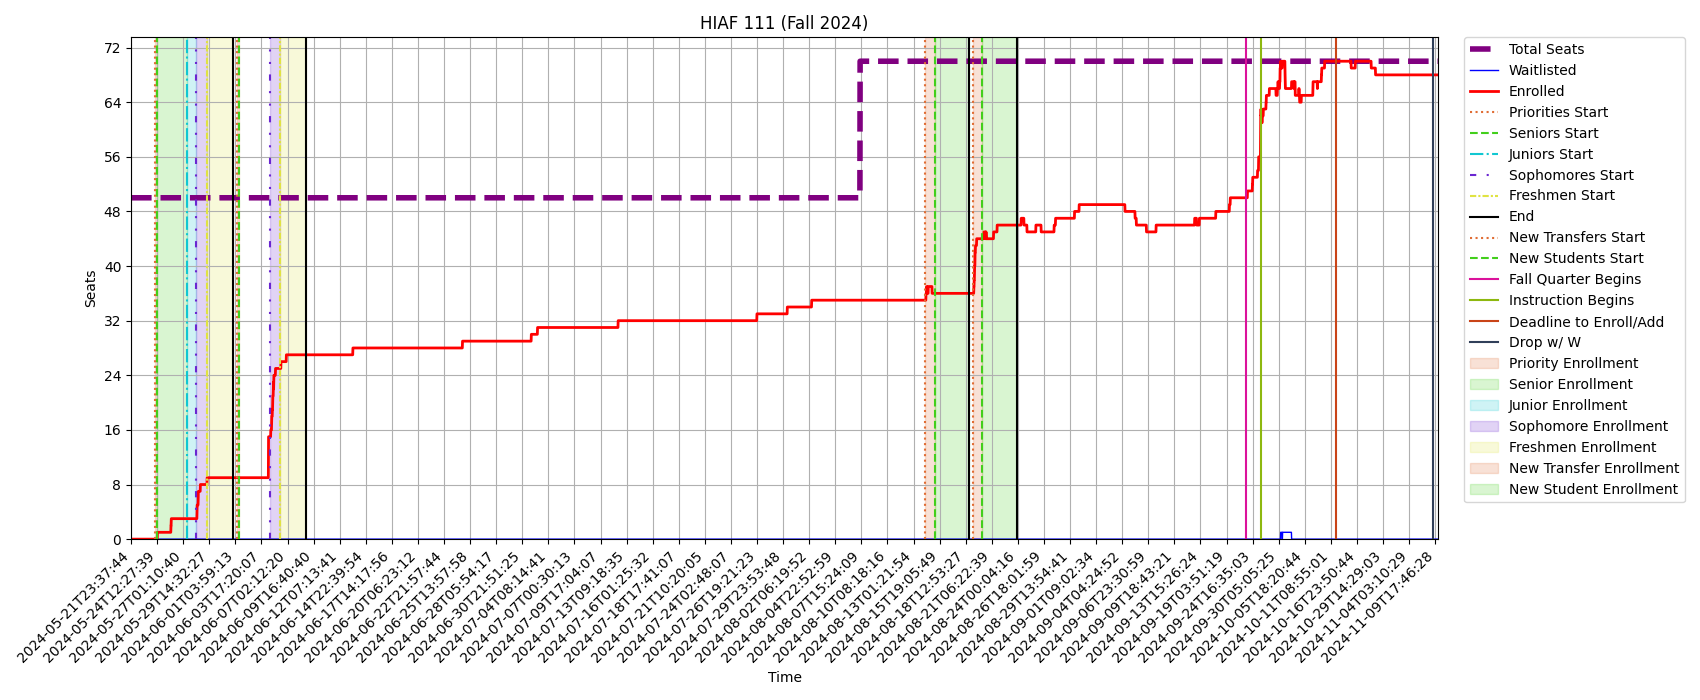 HIAF 111 (Fall 2024)
72
64
56
48
40
32
24
16
8
0
Seats
2024-05-21T23:37:44
2024-05-24T12:27:39
2024-05-27T01:10:40
2024-05-29T14:32:27
2024-06-01T03:59:13
2024-06-03T17:20:07
2024-06-07T02:12:20
2024-06-09T16:40:40
2024-06-12T07:13:41
2024-06-14T22:39:54
2024-06-17T14:17:56
2024-06-20T06:23:12
2024-06-22T21:57:44
2024-06-25T13:57:58
2024-06-28T05:54:17
2024-06-30T21:51:25
2024-07-04T08:14:41
2024-07-07T00:30:13
2024-07-09T17:04:07
2024-07-13T09:18:35
2024-07-16T01:25:32
2024-07-18T17:41:07
2024-07-21T10:20:05
2024-07-24T02:48:07
2024-07-26T19:21:23
2024-07-29T23:53:48
2024-08-02T06:19:52
2024-08-04T22:52:59
2024-08-07T15:24:09
2024-08-10T08:18:16
2024-08-13T01:21:54
2024-08-15T19:05:49
2024-08-18T12:53:27
2024-08-21T06:22:39
2024-08-24T00:04:16
2024-08-26T18:01:59
2024-08-29T13:54:41
2024-09-01T09:02:34
2024-09-04T04:24:52
2024-09-06T23:30:59
2024-09-09T18:43:21
2024-09-13T15:26:24
2024-09-19T03:51:19
2024-09-24T16:35:03
2024-09-30T05:05:25
2024-10-05T18:20:44
2024-10-11T08:55:01
2024-10-16T23:50:44
2024-10-29T14:29:03
2024-11-04T03:10:29
2024-11-09T17:46:28
Time
Total Seats
Waitlisted
Enrolled
Priorities Start
Seniors Start
Juniors Start
Sophomores Start
Freshmen Start
End
New Transfers Start
New Students Start
Fall Quarter Begins
Instruction Begins
Deadline to Enroll/Add
Drop w/ W
Priority Enrollment
Senior Enrollment
Junior Enrollment
Sophomore Enrollment
Freshmen Enrollment
New Transfer Enrollment
New Student Enrollment